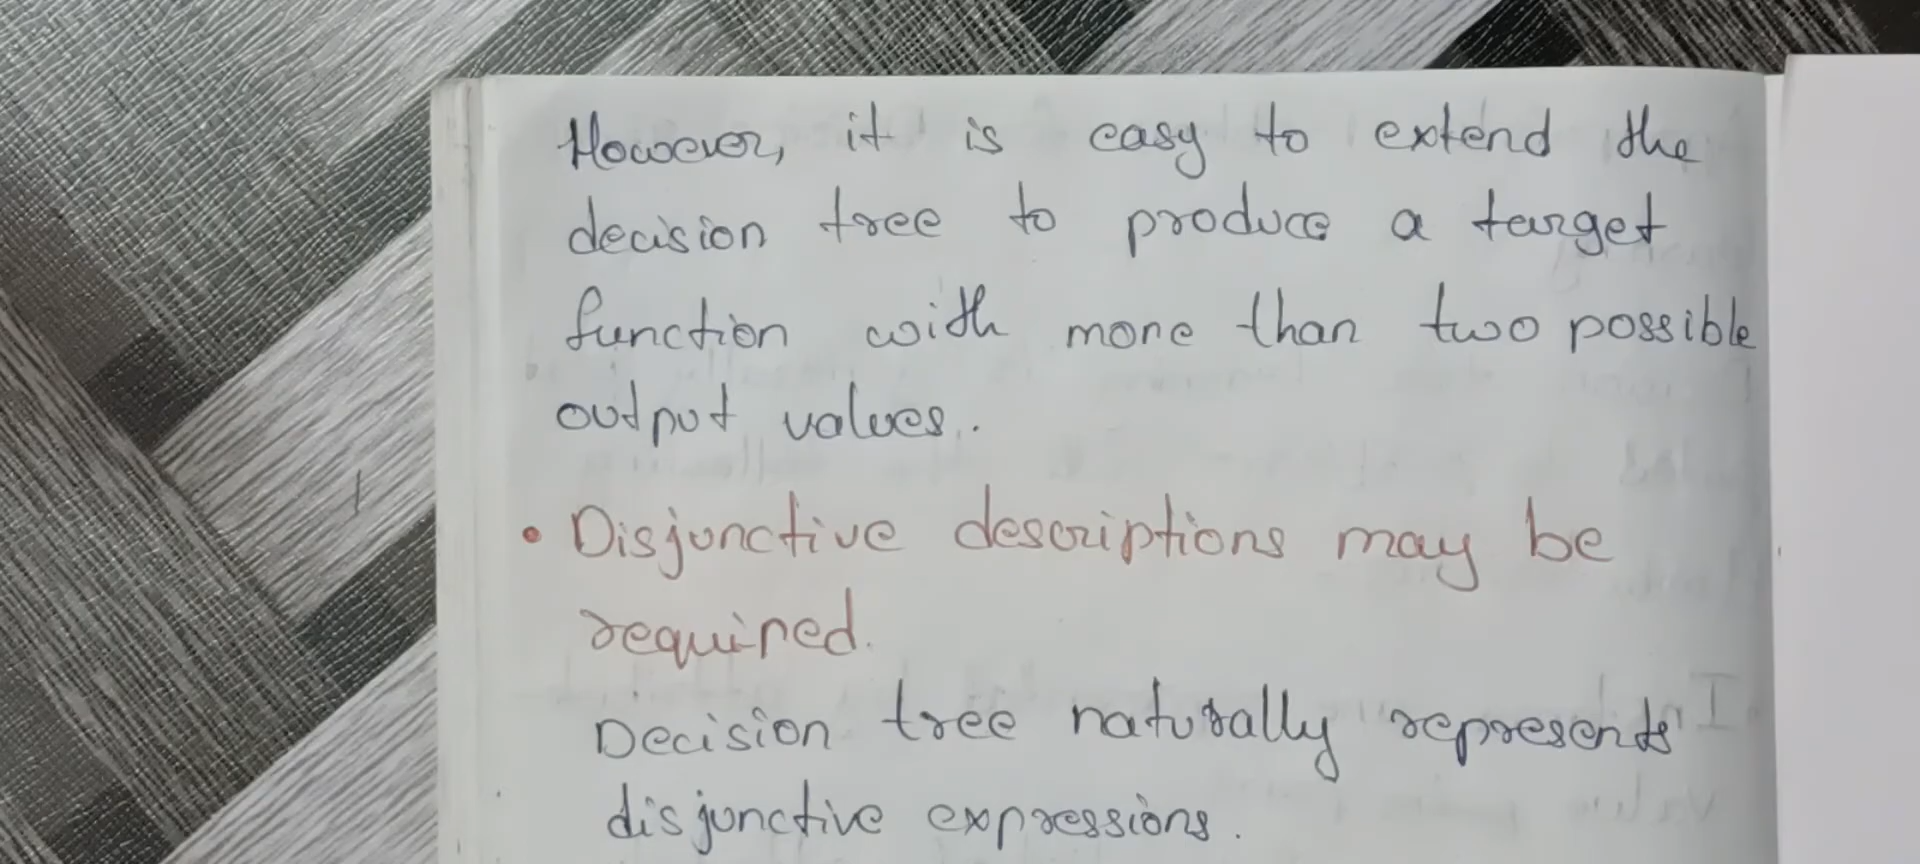 However, it is easy to extend the
decision tree to produce a target
function with more than two possible
output values.
• Disjunctive descriptions may be
required.
Decision tree naturally represents
disjunctive expressions.